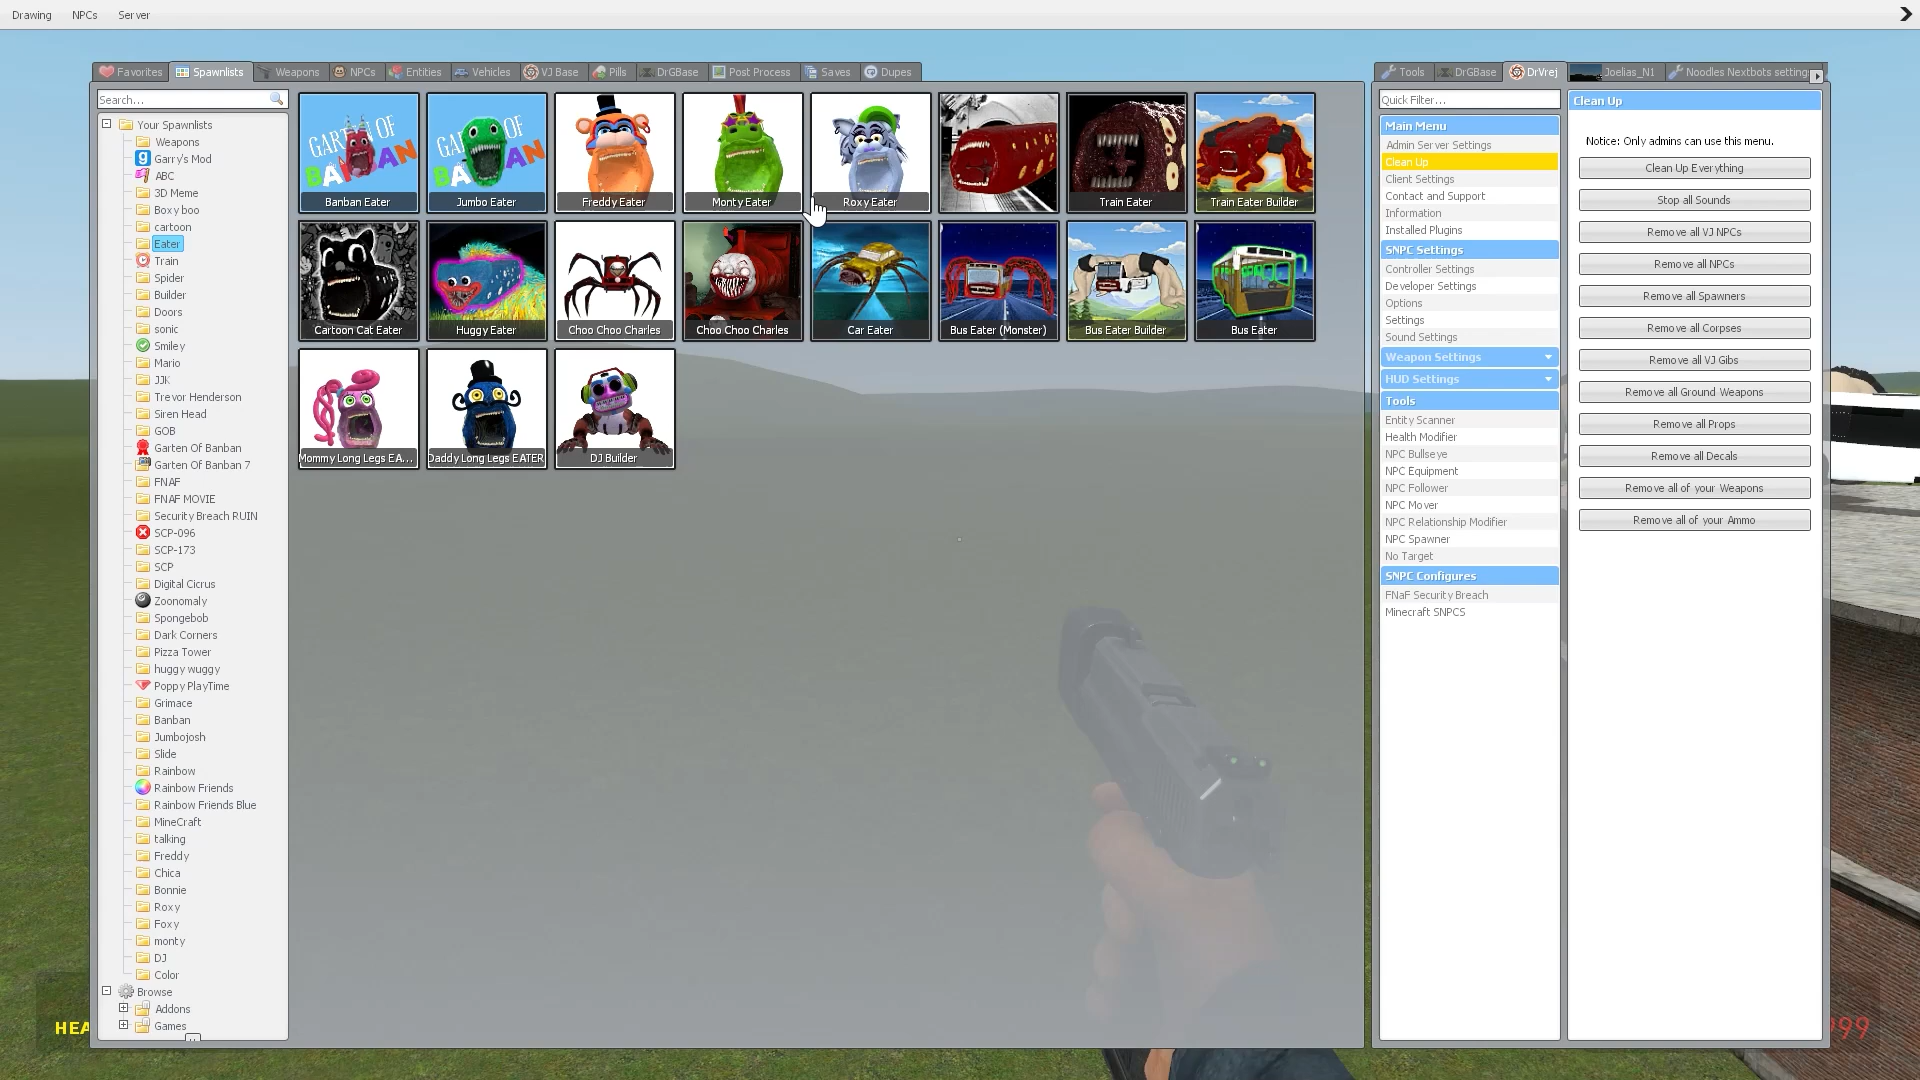 Drawing NPCs Server
Favorites Spawnlists Weapons NPCs Entities Vehicles VJ Base Pills DrGBase Post Process Saves Dupes
Search...
Your Spawnlists
Weapons
Garry's Mod
ABC
3D Meme
Boxy boo
cartoon
Eater
Train
Spider
Builder
Doors
sonic
Smiley
Mario
JJK
Trevor Henderson
Siren Head
GOB
Garten Of Banban
Garten Of Banban 7
FNAF
FNAF MOVIE
Security Breach RUIN
SCP-096
SCP-173
SCP
Digital Cicrus
Zoonomaly
Spongebob
Dark Corners
Pizza Tower
huggy wuggy
Poppy PlayTime
Grimace
Banban
Jumbojosh
Slide
Rainbow
Rainbow Friends
Rainbow Friends Blue
MineCraft
talking
Freddy
Chica
Bonnie
Roxy
Foxy
monty
DJ
Color
Browse
Addons
Games
HEA
GARTEN OF
BANBAN
GARTEN OF
BANBAN
Banban Eater Jumbo Eater Freddy Eater Monty Eater Roxy Eater Train Eater Train Eater Builder
Cartoon Cat Eater Huggy Eater Choo Choo Charles Choo Choo Charles Car Eater Bus Eater (Monster) Bus Eater Builder Bus Eater
Mommy Long Legs EA... Daddy Long Legs EATER DJ Builder
Tools DrGBase DrVrej Joelias_N1 Noodles Nextbots setting
Quick Filter...
Main Menu
Admin Server Settings
Clean Up
Client Settings
Contact and Support
Information
Installed Plugins
SNPC Settings
Controller Settings
Developer Settings
Options
Settings
Sound Settings
Weapon Settings
HUD Settings
Tools
Entity Scanner
Health Modifier
NPC Bullseye
NPC Equipment
NPC Follower
NPC Mover
NPC Relationship Modifier
NPC Spawner
No Target
SNPC Configures
FNaF Security Breach
Minecraft SNPCS
Clean Up
Notice: Only admins can use this menu.
Clean Up Everything
Stop all Sounds
Remove all VJ NPCs
Remove all NPCs
Remove all Spawners
Remove all Corpses
Remove all VJ Gibs
Remove all Ground Weapons
Remove all Props
Remove all Decals
Remove all of your Weapons
Remove all of your Ammo
99